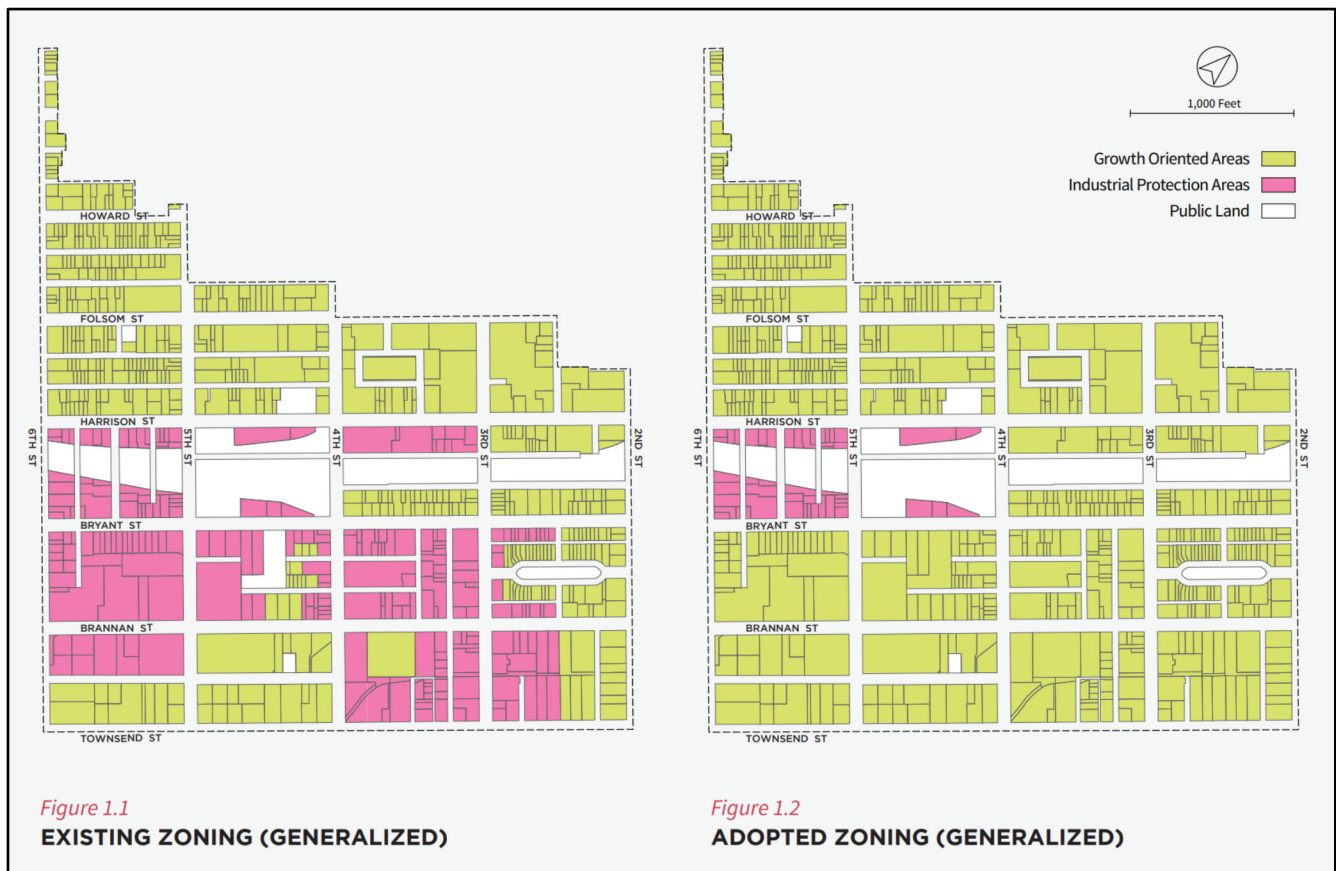 HOWARD ST
FOLSOM ST
HARRISON ST
6TH ST
5TH ST
4TH ST
3RD ST
2ND ST
BRYANT ST
BRANNAN ST
TOWNSEND ST
Figure 1.1
EXISTING ZONING (GENERALIZED)
1,000 Feet
Growth Oriented Areas
Industrial Protection Areas
Public Land
HOWARD ST
FOLSOM ST
HARRISON ST
6TH ST
5TH ST
4TH ST
3RD ST
2ND ST
BRYANT ST
BRANNAN ST
TOWNSEND ST
Figure 1.2
ADOPTED ZONING (GENERALIZED)